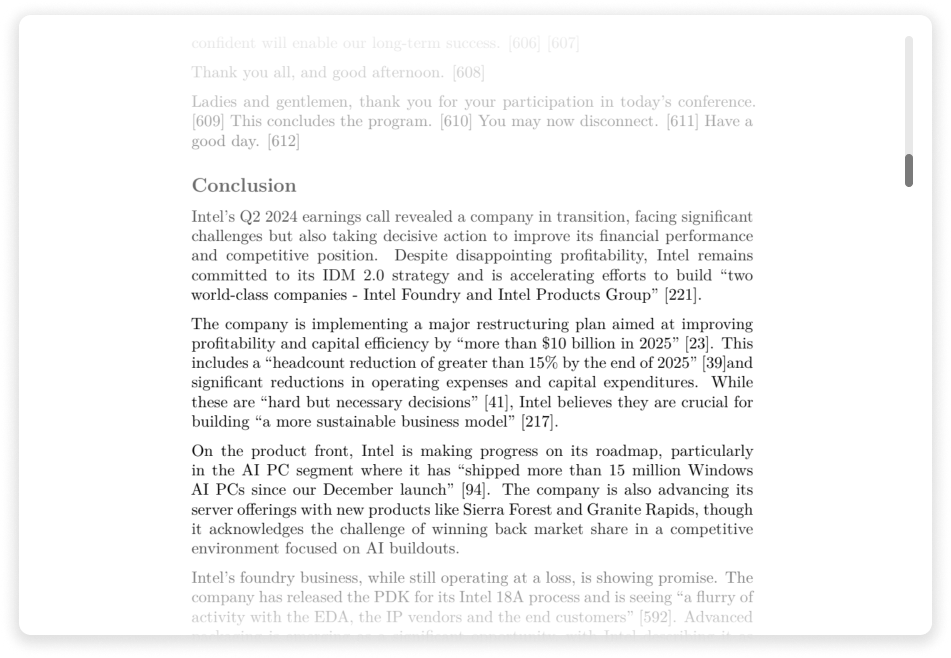 confident will enable our long-term success. [606] [607]
Thank you all, and good afternoon. [608]
Ladies and gentlemen, thank you for your participation in today's conference.
[609] This concludes the program. [610] You may now disconnect. [611] Have a
good day. [612]
Conclusion
Intel's Q2 2024 earnings call revealed a company in transition, facing significant
challenges but also taking decisive action to improve its financial performance
and competitive position. Despite disappointing profitability, Intel remains
committed to its IDM 2.0 strategy and is accelerating efforts to build “two
world-class companies - Intel Foundry and Intel Products Group” [221].
The company is implementing a major restructuring plan aimed at improving
profitability and capital efficiency by “more than $10 billion in 2025” [23]. This
includes a “headcount reduction of greater than 15% by the end of 2025” [39]and
significant reductions in operating expenses and capital expenditures. While
these are “hard but necessary decisions” [41], Intel believes they are crucial for
building “a more sustainable business model” [217].
On the product front, Intel is making progress on its roadmap, particularly
in the AI PC segment where it has “shipped more than 15 million Windows
AI PCs since our December launch” [94]. The company is also advancing its
server offerings with new products like Sierra Forest and Granite Rapids, though
it acknowledges the challenge of winning back market share in a competitive
environment focused on AI buildouts.
Intel's foundry business, while still operating at a loss, is showing promise. The
company has released the PDK for its Intel 18A process and is seeing “a flurry of
activity with the EDA, the IP vendors and the end customers” [592]. Advanced